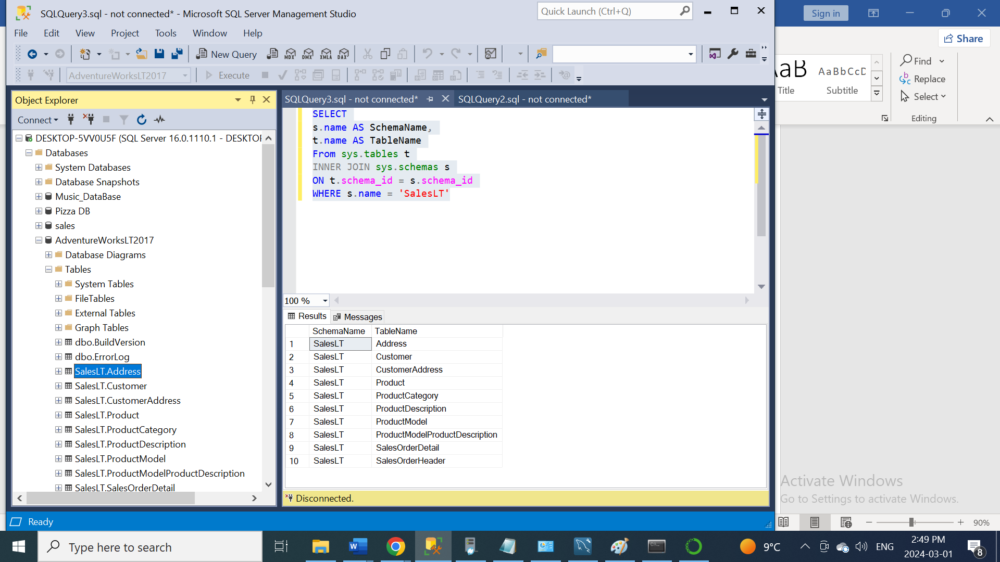 SQLQuery3.sql - not connected* - Microsoft SQL Server Management Studio
Quick Launch (Ctrl+Q)
Sign in
File Edit View Project Tools Window Help
Share
New Query
MDX DMX XMLA DAX
AdventureWorksLT2017
Execute
AaB AaBbCcD
Title Subtitle
Find
Replace
Select
Editing
Object Explorer
Connect
DESKTOP-5VV0U5F (SQL Server 16.0.1110.1 - DESKTOP
Databases
System Databases
Database Snapshots
Music_DataBase
Pizza DB
sales
AdventureWorksLT2017
Database Diagrams
Tables
System Tables
FileTables
External Tables
Graph Tables
dbo.BuildVersion
dbo.ErrorLog
SalesLT.Address
SalesLT.Customer
SalesLT.CustomerAddress
SalesLT.Product
SalesLT.ProductCategory
SalesLT.ProductDescription
SalesLT.ProductModel
SalesLT.ProductModelProductDescription
SalesLT.SalesOrderDetail
SQLQuery3.sql - not connected* SQLQuery2.sql - not connected*
SELECT
s.name AS SchemaName,
t.name AS TableName
From sys.tables t
INNER JOIN sys.schemas s
ON t.schema_id = s.schema_id
WHERE s.name = 'SalesLT'
100 %
Results Messages
SchemaName TableName
1 SalesLT Address
2 SalesLT Customer
3 SalesLT CustomerAddress
4 SalesLT Product
5 SalesLT ProductCategory
6 SalesLT ProductDescription
7 SalesLT ProductModel
8 SalesLT ProductModelProductDescription
9 SalesLT SalesOrderDetail
10 SalesLT SalesOrderHeader
Disconnected.
Activate Windows
Go to Settings to activate Windows.
Ready
90%
Type here to search
9°C
ENG
2:49 PM
2024-03-01
8